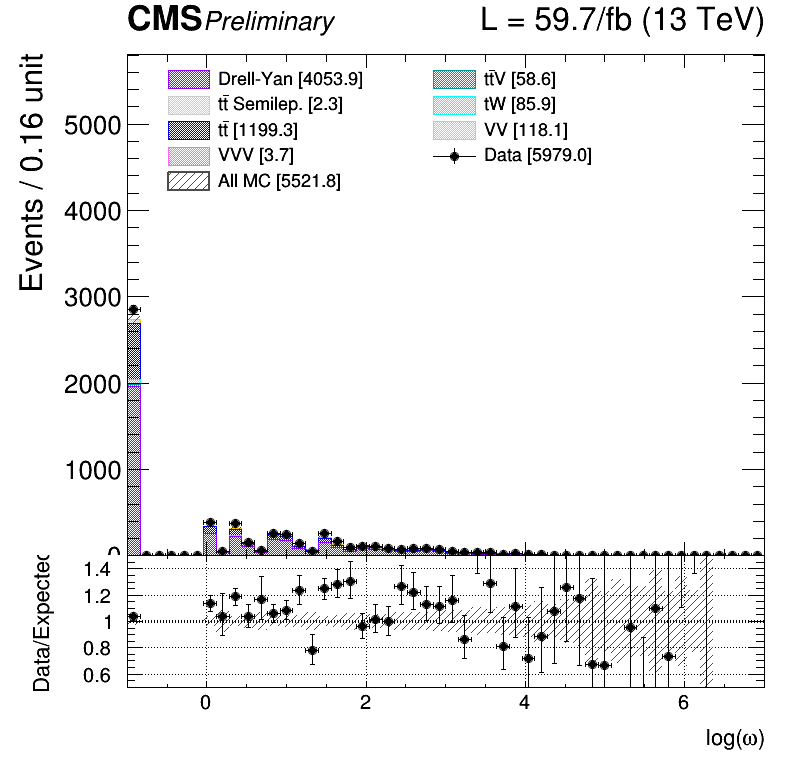 CMS Preliminary L = 59.7/fb (13 TeV)
Events / 0.16 unit
Drell-Yan [4053.9]
tt̄ Semilep. [2.3]
tt̄ [1199.3]
VVV [3.7]
All MC [5521.8]
tt̄V [58.6]
tW [85.9]
VV [118.1]
Data [5979.0]
5000
4000
3000
2000
1000
0
Data/Expected
1.4
1.2
1
0.8
0.6
0 2 4 6
log(ω)